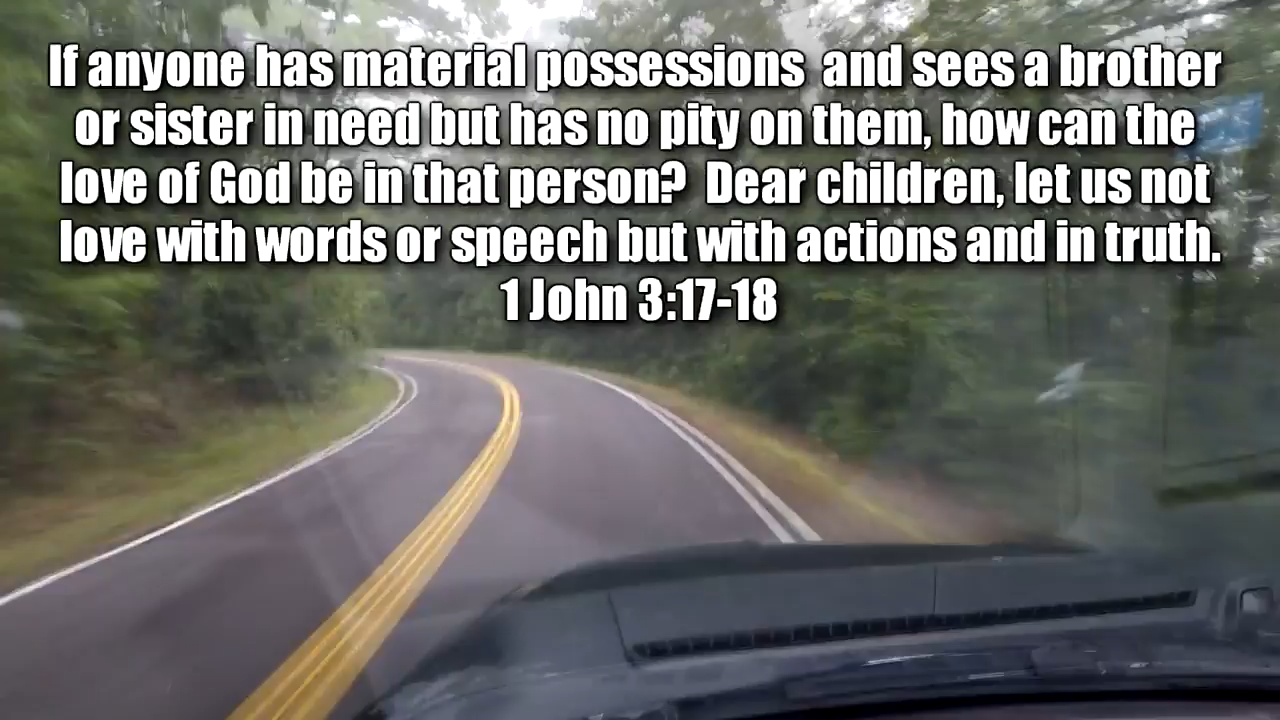 If anyone has material possessions  and sees a brother
or sister in need but has no pity on them, how can the
love of God be in that person?  Dear children, let us not
love with words or speech but with actions and in truth.
1 John 3:17-18